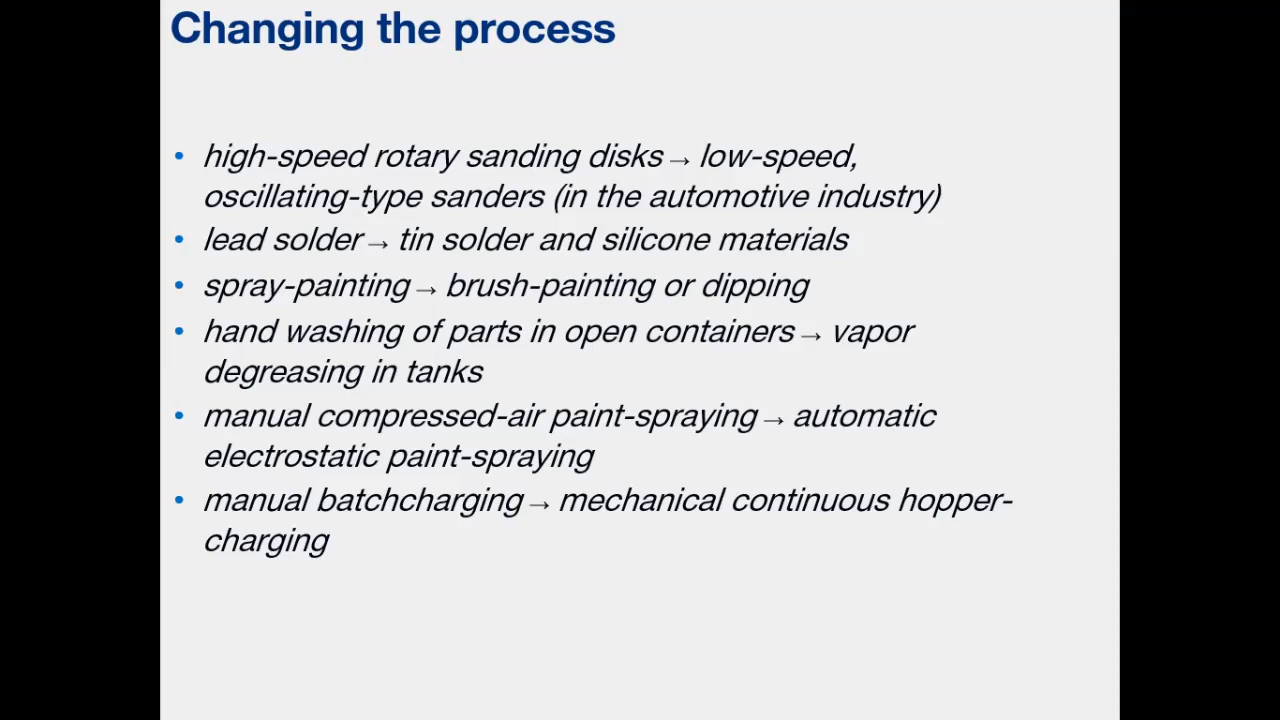 Changing the process
• high-speed rotary sanding disks → low-speed,
oscillating-type sanders (in the automotive industry)
• lead solder → tin solder and silicone materials
• spray-painting → brush-painting or dipping
• hand washing of parts in open containers → vapor
degreasing in tanks
• manual compressed-air paint-spraying → automatic
electrostatic paint-spraying
• manual batchcharging → mechanical continuous hopper-
charging